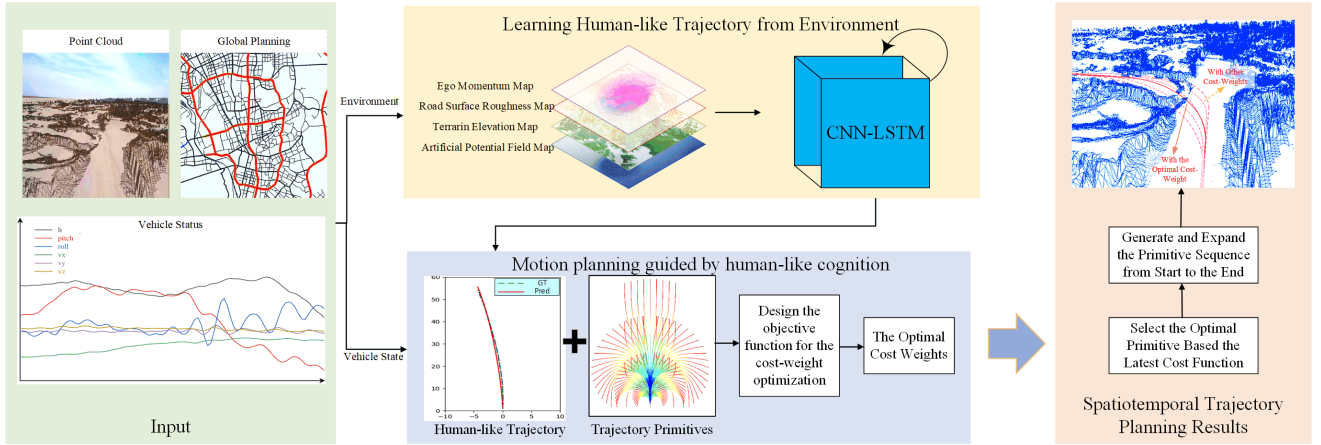 Point Cloud
Global Planning
Vehicle Status
h
pitch
roll
vx
vy
vz
Input
Environment
Vehicle State
Learning Human-like Trajectory from Environment
Ego Momentum Map
Road Surface Roughness Map
Terrarin Elevation Map
Artificial Potential Field Map
CNN-LSTM
Motion planning guided by human-like cognition
GT
Pred
60
50
40
30
20
10
0
−10
−5
0
5
10
Human-like Trajectory
Trajectory Primitives
Design the
objective
function for the
cost-weight
optimization
The Optimal
Cost Weights
With Other
Cost-Weights
With the
Optimal Cost-
Weight
Generate and Expand
the Primitive Sequence
from Start to the End
Select the Optimal
Primitive Based the
Latest Cost Function
Spatiotemporal Trajectory
Planning Results